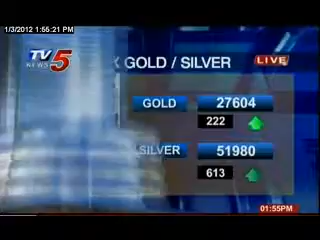 1/3/2012 1:55:21 PM
TV5
NEWS
X GOLD / SILVER
LIVE
GOLD 27604
222
SILVER 51980
613
01:55PM